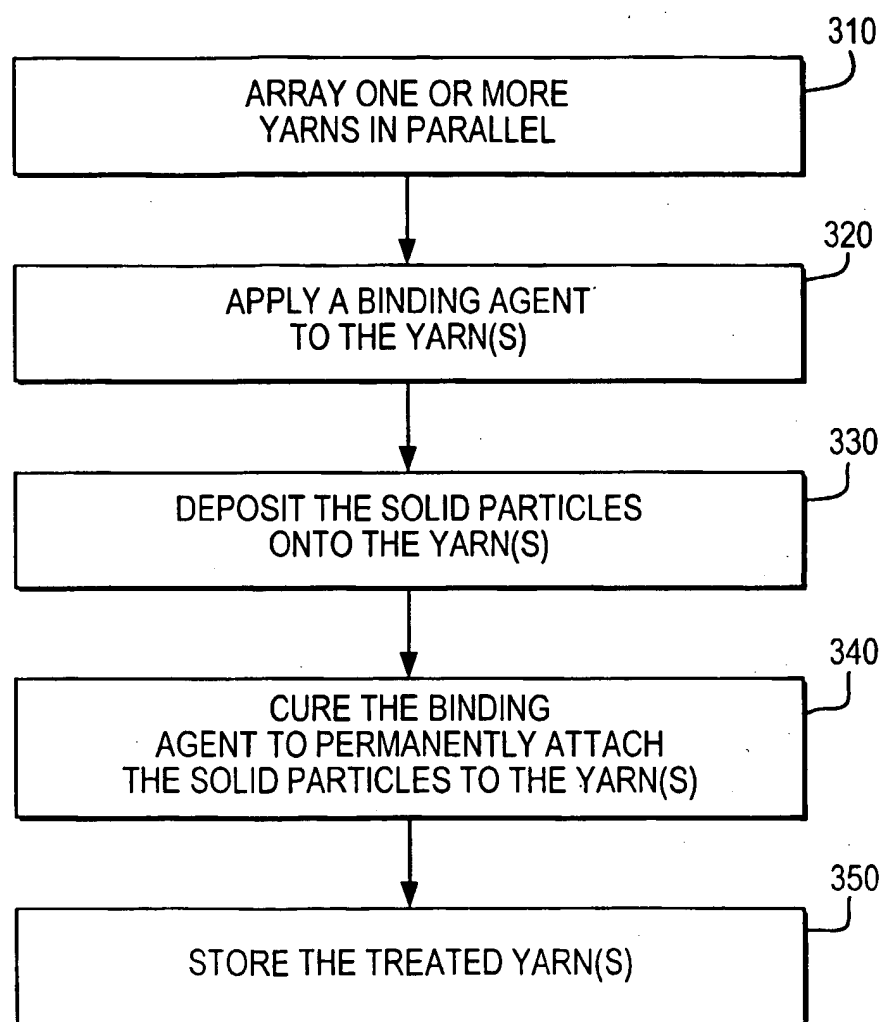 310
ARRAY ONE OR MORE
YARNS IN PARALLEL
320
APPLY A BINDING AGENT
TO THE YARN(S)
330
DEPOSIT THE SOLID PARTICLES
ONTO THE YARN(S)
340
CURE THE BINDING
AGENT TO PERMANENTLY ATTACH
THE SOLID PARTICLES TO THE YARN(S)
350
STORE THE TREATED YARN(S)